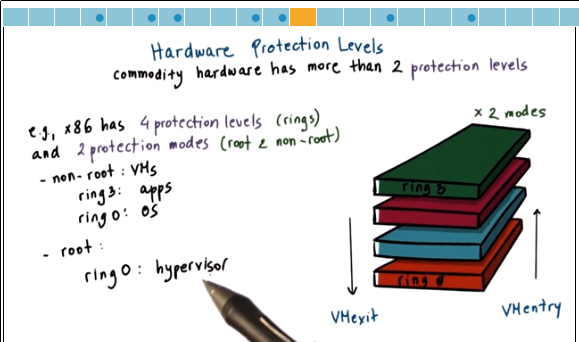 Hardware Protection Levels
commodity hardware has more than 2 protection levels
e.g., x86 has 4 protection levels (rings)
and 2 protection modes (root & non-root)
- non-root : VMs
ring 3: apps
ring 0: OS
- root :
ring 0 : hypervisor
x 2 modes
ring 3
ring 0
VMexit
VMentry